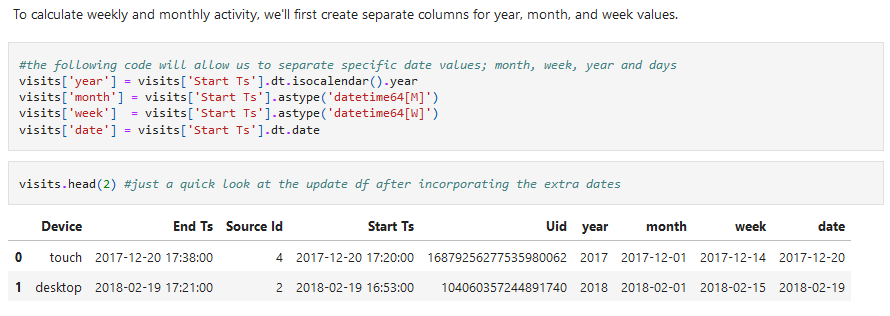 To calculate weekly and monthly activity, we'll first create separate columns for year, month, and week values.
#the following code will allow us to separate specific date values; month, week, year and days
visits['year'] = visits['Start Ts'].dt.isocalendar().year
visits['month'] = visits['Start Ts'].astype('datetime64[M]')
visits['week']  = visits['Start Ts'].astype('datetime64[W]')
visits['date'] = visits['Start Ts'].dt.date
visits.head(2) #just a quick look at the update df after incorporating the extra dates
Device End Ts Source Id Start Ts Uid year month week date
0 touch 2017-12-20 17:38:00 4 2017-12-20 17:20:00 16879256277535980062 2017 2017-12-01 2017-12-14 2017-12-20
1 desktop 2018-02-19 17:21:00 2 2018-02-19 16:53:00 104060357244891740 2018 2018-02-01 2018-02-15 2018-02-19